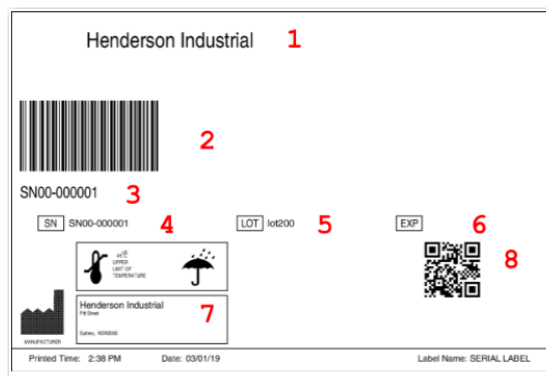 Henderson Industrial 1
2
SN00-000001 3
SN SN00-000001 4 LOT lot200 5 EXP 6
8
45°C
UPPER
LIMIT OF
TEMPERATURE
Henderson Industrial 7
Pitt Street
Sydney,
MANUFACTURER
Printed Time: 2:38 PM Date: 03/01/19 Label Name: SERIAL LABEL